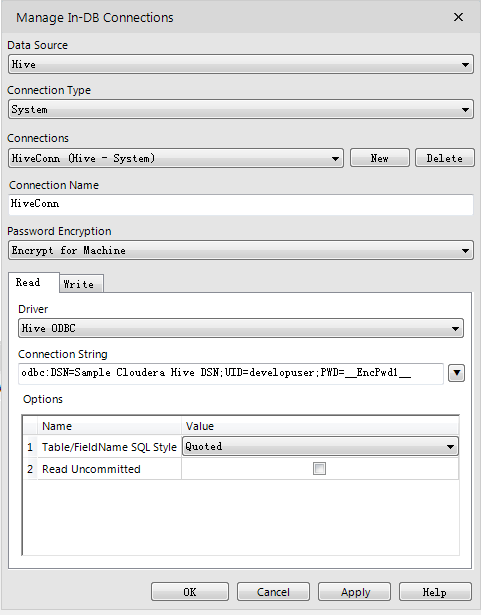 Manage In-DB Connections
Data Source
Hive
Connection Type
System
Connections
HiveConn (Hive - System)
New
Delete
Connection Name
HiveConn
Password Encryption
Encrypt for Machine
Read
Write
Driver
Hive ODBC
Connection String
odbc:DSN=Sample Cloudera Hive DSN;UID=developuser;PWD=__EncPwd1__
Options
Name Value
1 Table/FieldName SQL Style Quoted
2 Read Uncommitted
OK Cancel Apply Help